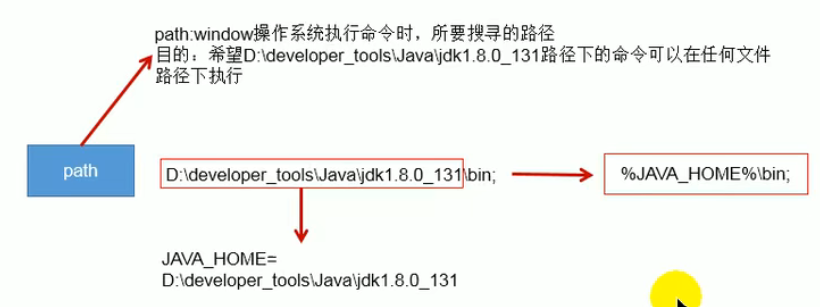 path:window操作系统执行命令时，所要搜寻的路径
目的：希望D:\developer_tools\Java\jdk1.8.0_131路径下的命令可以在任何文件
路径下执行
path
D:\developer_tools\Java\jdk1.8.0_131\bin;
%JAVA_HOME%\bin;
JAVA_HOME=
D:\developer_tools\Java\jdk1.8.0_131